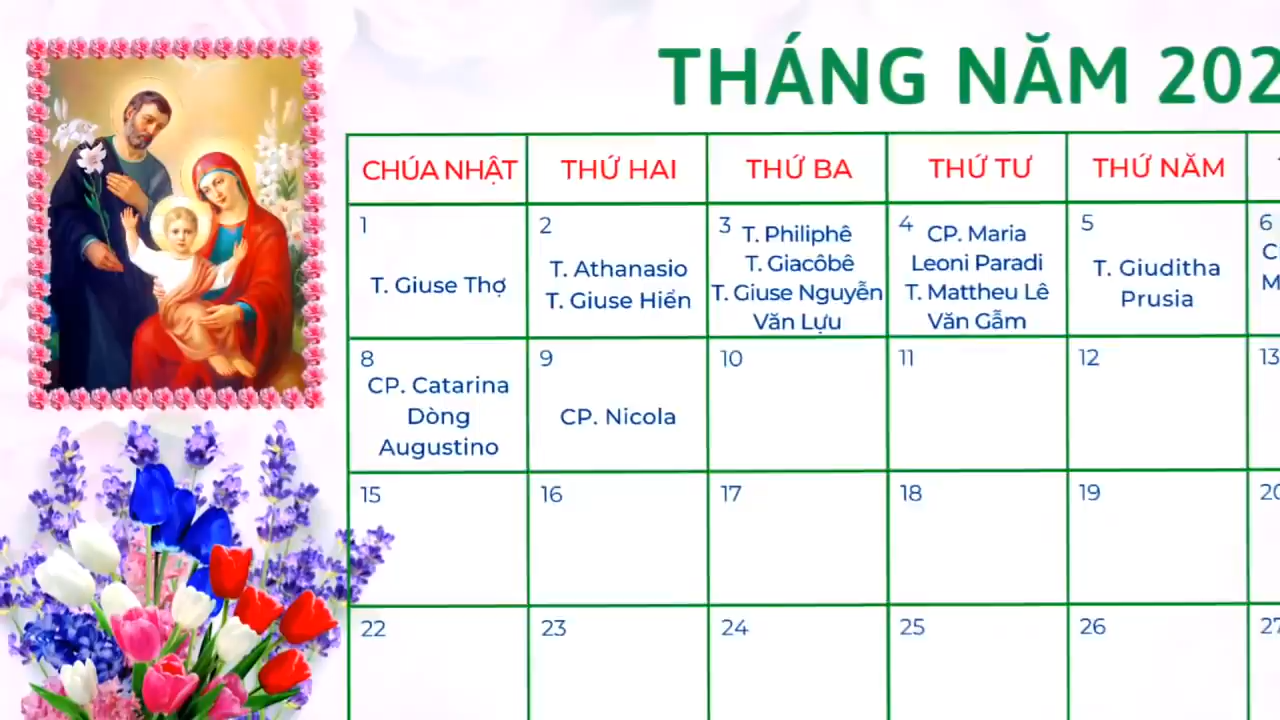 THÁNG NĂM 202
CHÚA NHẬT THỨ HAI THỨ BA THỨ TƯ THỨ NĂM
1
T. Giuse Thợ
2
T. Athanasio
T. Giuse Hiển
3
T. Philiphê
T. Giacôbê
T. Giuse Nguyễn
Văn Lựu
4
CP. Maria
Leoni Paradi
T. Mattheu Lê
Văn Gẫm
5
T. Giuditha
Prusia
6
8
CP. Catarina
Dòng
Augustino
9
CP. Nicola
10
11
12
13
15
16
17
18
19
20
22
23
24
25
26
27